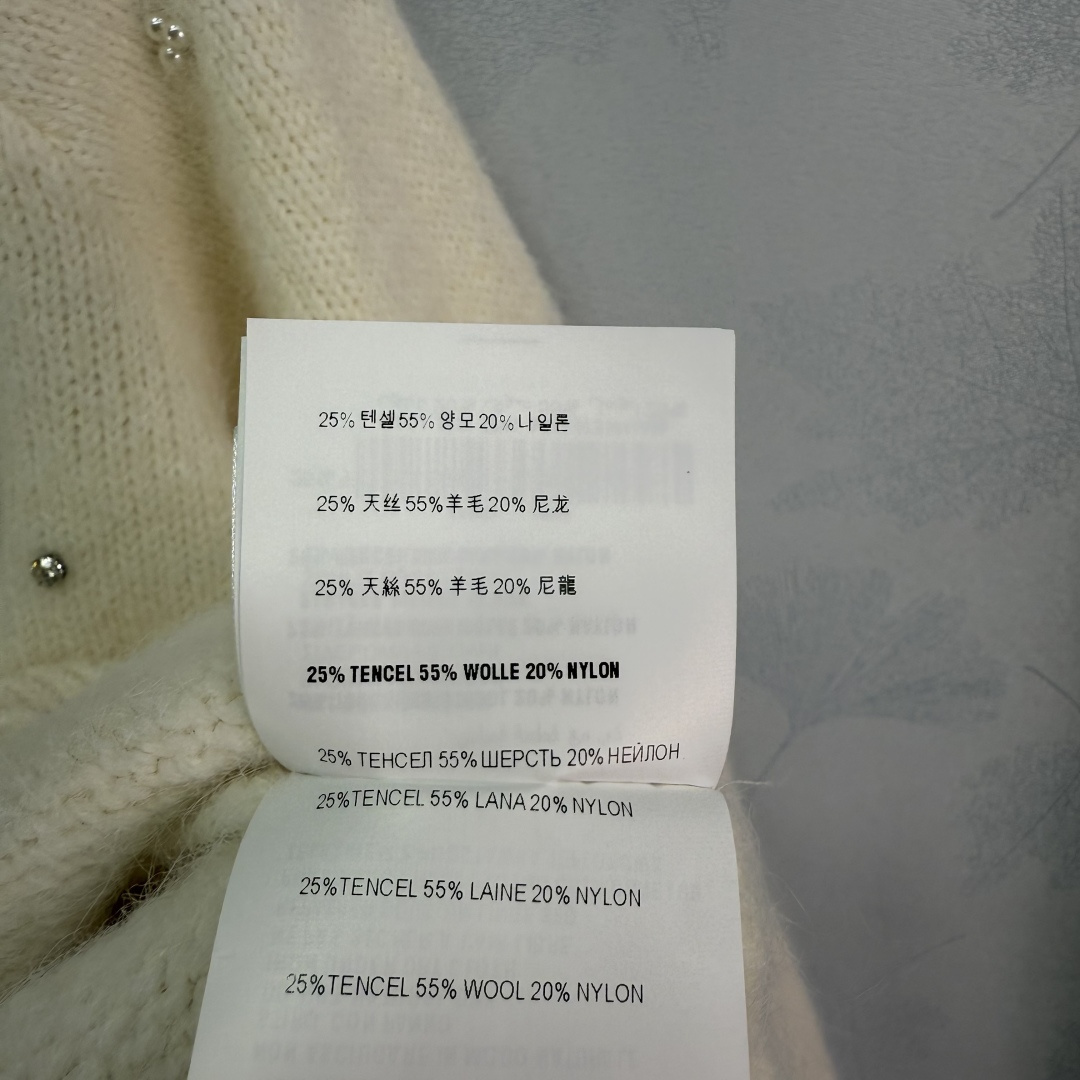 25% 텐셀 55% 양모 20% 나일론
25% 天丝 55% 羊毛 20% 尼龙
25% 天絲 55% 羊毛 20% 尼龍
25% TENCEL 55% WOLLE 20% NYLON
25% ТЕНСЕЛ 55% ШЕРСТЬ 20% НЕЙЛОН
25% TENCEL 55% LANA 20% NYLON
25% TENCEL 55% LAINE 20% NYLON
25% TENCEL 55% WOOL 20% NYLON